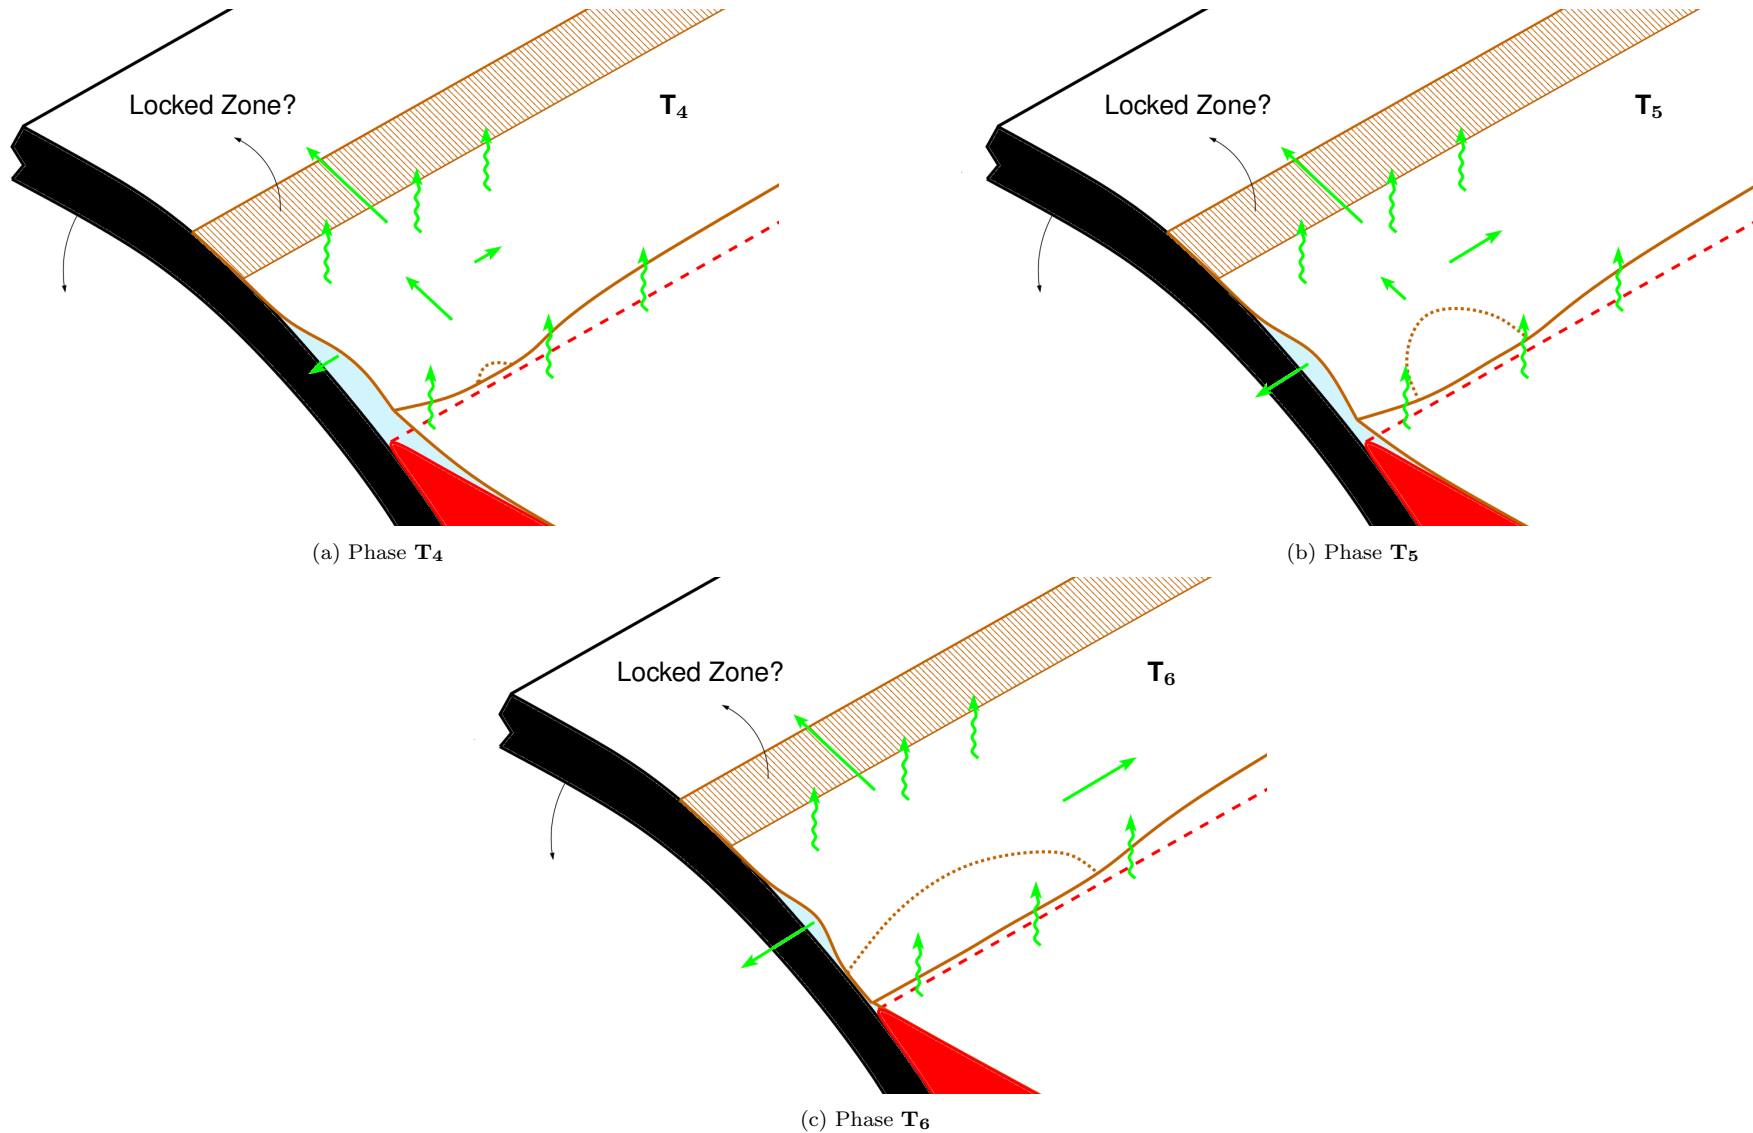 Locked Zone?
T₄
Locked Zone?
T₅
(a) Phase T₄
(b) Phase T₅
Locked Zone?
T₆
(c) Phase T₆